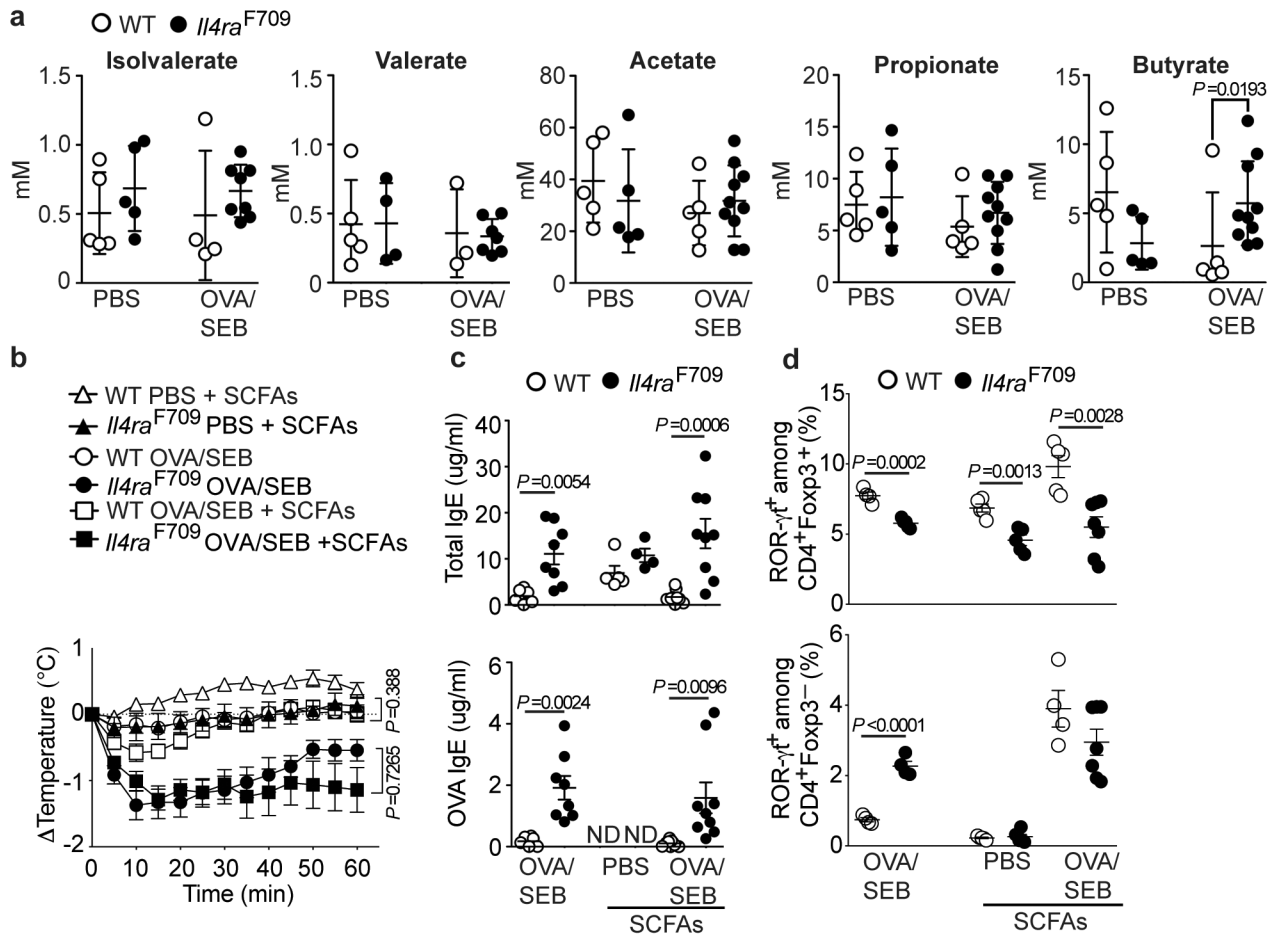 a
WT Il4raF709
Isolvalerate
Valerate
Acetate
Propionate
Butyrate
mM
1.5
1.0
0.5
0
PBS
OVA/
SEB
mM
1.5
1.0
0.5
0
PBS
OVA/
SEB
mM
80
60
40
20
0
PBS
OVA/
SEB
mM
20
15
10
5
0
PBS
OVA/
SEB
mM
15
10
5
0
P=0.0193
PBS
OVA/
SEB
b
WT PBS + SCFAs
Il4raF709 PBS + SCFAs
WT OVA/SEB
Il4raF709 OVA/SEB
WT OVA/SEB + SCFAs
Il4raF709 OVA/SEB +SCFAs
ΔTemperature (°C)
1
0
-1
-2
0 10 20 30 40 50 60
Time (min)
P=0.388
P=0.7265
c
WT Il4raF709
Total IgE (ug/ml)
40
30
20
10
0
P=0.0054
P=0.0006
OVA IgE (ug/ml)
6
4
2
0
P=0.0024
P=0.0096
ND ND
OVA/
SEB
PBS
OVA/
SEB
SCFAs
d
WT Il4raF709
ROR-γt+ among
CD4+Foxp3+ (%)
15
10
5
0
P=0.0002
P=0.0013
P=0.0028
ROR-γt+ among
CD4+Foxp3— (%)
6
4
2
0
P<0.0001
OVA/
SEB
PBS
OVA/
SEB
SCFAs